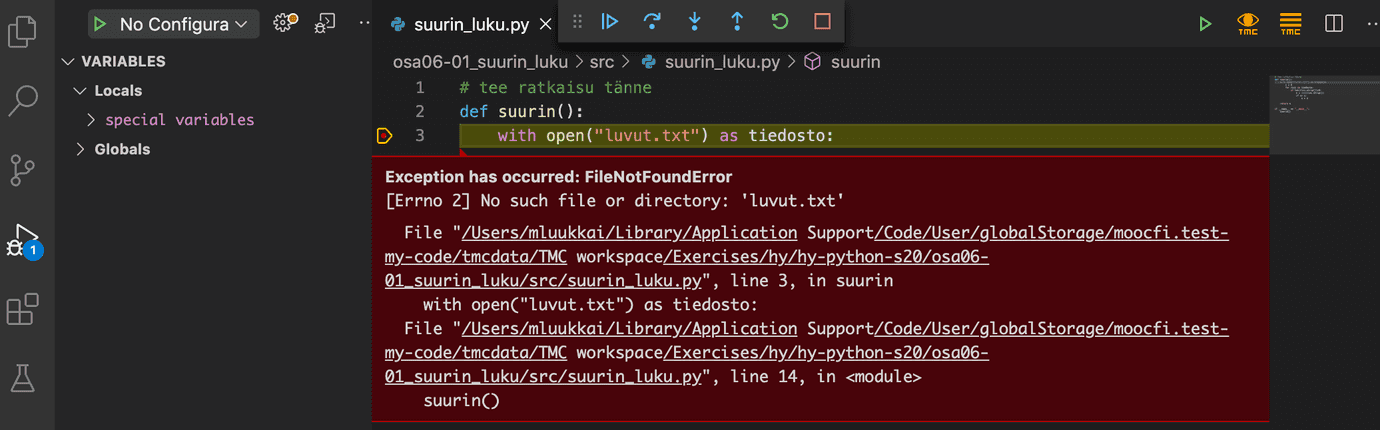 No Configura
suurin_luku.py
TMC
TMC
VARIABLES
Locals
special variables
Globals
1
osa06-01_suurin_luku > src > suurin_luku.py > suurin
1 # tee ratkaisu tänne
2 def suurin():
3 with open("luvut.txt") as tiedosto:
Exception has occurred: FileNotFoundError
[Errno 2] No such file or directory: 'luvut.txt'
File "/Users/mluukkai/Library/Application Support/Code/User/globalStorage/moocfi.test-
my-code/tmcdata/TMC workspace/Exercises/hy/hy-python-s20/osa06-
01_suurin_luku/src/suurin_luku.py", line 3, in suurin
with open("luvut.txt") as tiedosto:
File "/Users/mluukkai/Library/Application Support/Code/User/globalStorage/moocfi.test-
my-code/tmcdata/TMC workspace/Exercises/hy/hy-python-s20/osa06-
01_suurin_luku/src/suurin_luku.py", line 14, in <module>
suurin()